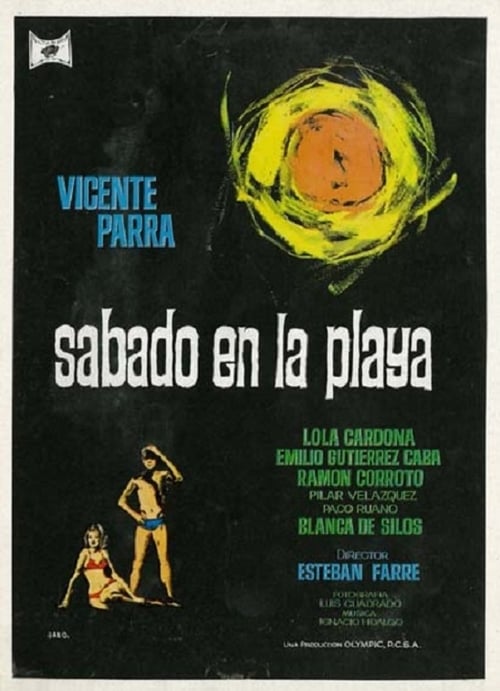 VICENTE
PARRA
sabado en la playa
LOLA CARDONA
EMILIO GUTIERREZ CABA
RAMON CORROTO
PILAR VELAZQUEZ
PACO RUANO
BLANCA DE SILOS
DIRECTOR
ESTEBAN FARRE
FOTOGRAFIA
LUIS CUADRADO
MUSICA
IGNACIO HIDALGO
JANO.
UNA PRODUCCION OLYMPIC, P.C.S.A.